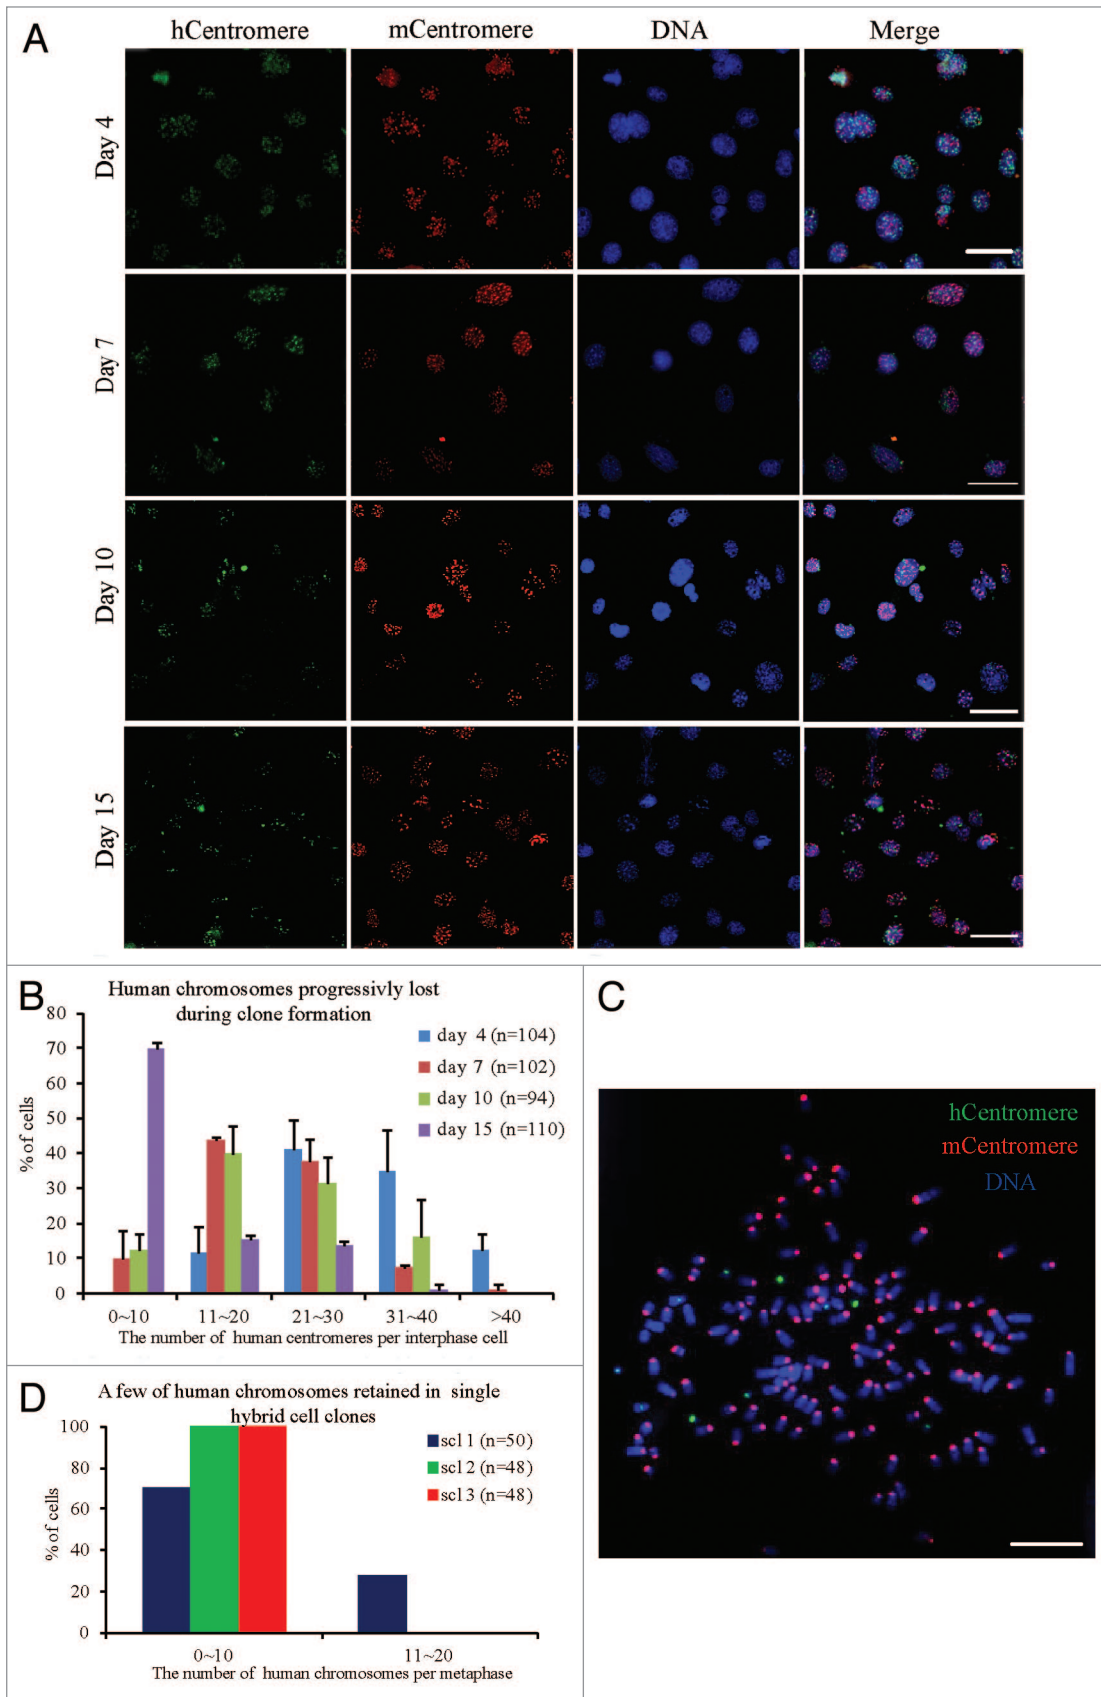 A
hCentromere
mCentromere
DNA
Merge
Day 4
Day 7
Day 10
Day 15
B
Human chromosomes progressivly lost
during clone formation
80
70
60
50
40
30
20
10
0
% of cells
day 4 (n=104)
day 7 (n=102)
day 10 (n=94)
day 15 (n=110)
0~10
11~20
21~30
31~40
>40
The number of human centromeres per interphase cell
C
hCentromere
mCentromere
DNA
D
A few of human chromosomes retained in single
hybrid cell clones
100
80
60
40
20
0
% of cells
scl 1 (n=50)
scl 2 (n=48)
scl 3 (n=48)
0~10
11~20
The number of human chromosomes per metaphase